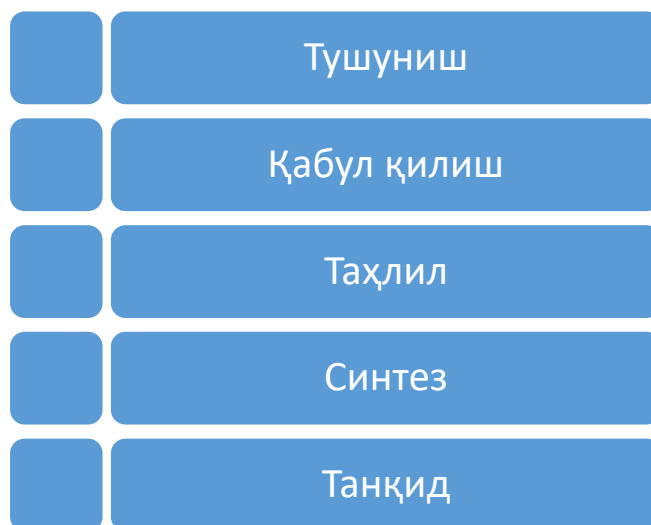 Тушуниш
Қабул қилиш
Таҳлил
Синтез
Танқид